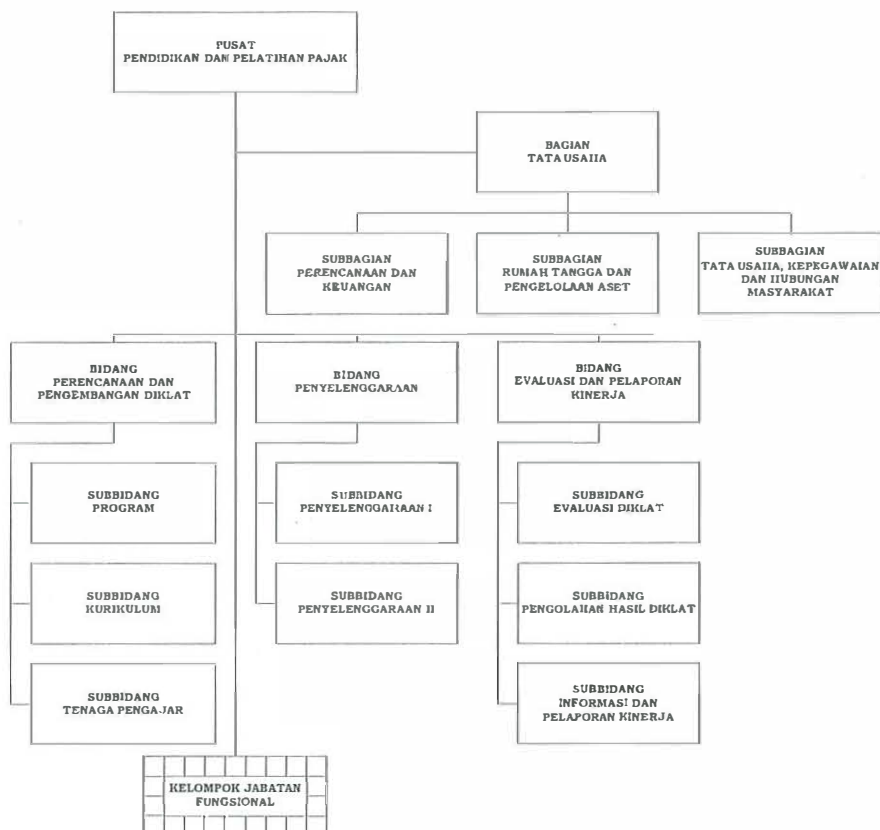 PUSAT
PENDIDIKAN DAN PELATIHAN PAJAK
BAGIAN
TATA USAHA
SUBBAGIAN
PERENCANAAN DAN
KEUANGAN
SUBBAGIAN
RUMAH TANGGA DAN
PENGELOLAAN ASET
SUBBAGIAN
TATA USAHA, KEPEGAWAIAN
DAN HUBUNGAN
MASYARAKAT
BIDANG
PERENCANAAN DAN
PENGEMBANGAN DIKLAT
BIDANG
PENYELENGGARAAN
BIDANG
EVALUASI DAN PELAPORAN
KINERJA
SUBBIDANG
PROGRAM
SUBBIDANG
PENYELENGGARAAN I
SUBBIDANG
EVALUASI DIKLAT
SUBBIDANG
KURIKULUM
SUBBIDANG
PENYELENGGARAAN II
SUBBIDANG
PENGOLAHAN HASIL DIKLAT
SUBBIDANG
TENAGA PENGAJAR
SUBBIDANG
INFORMASI DAN
PELAPORAN KINERJA
KELOMPOK JABATAN
FUNGSIONAL